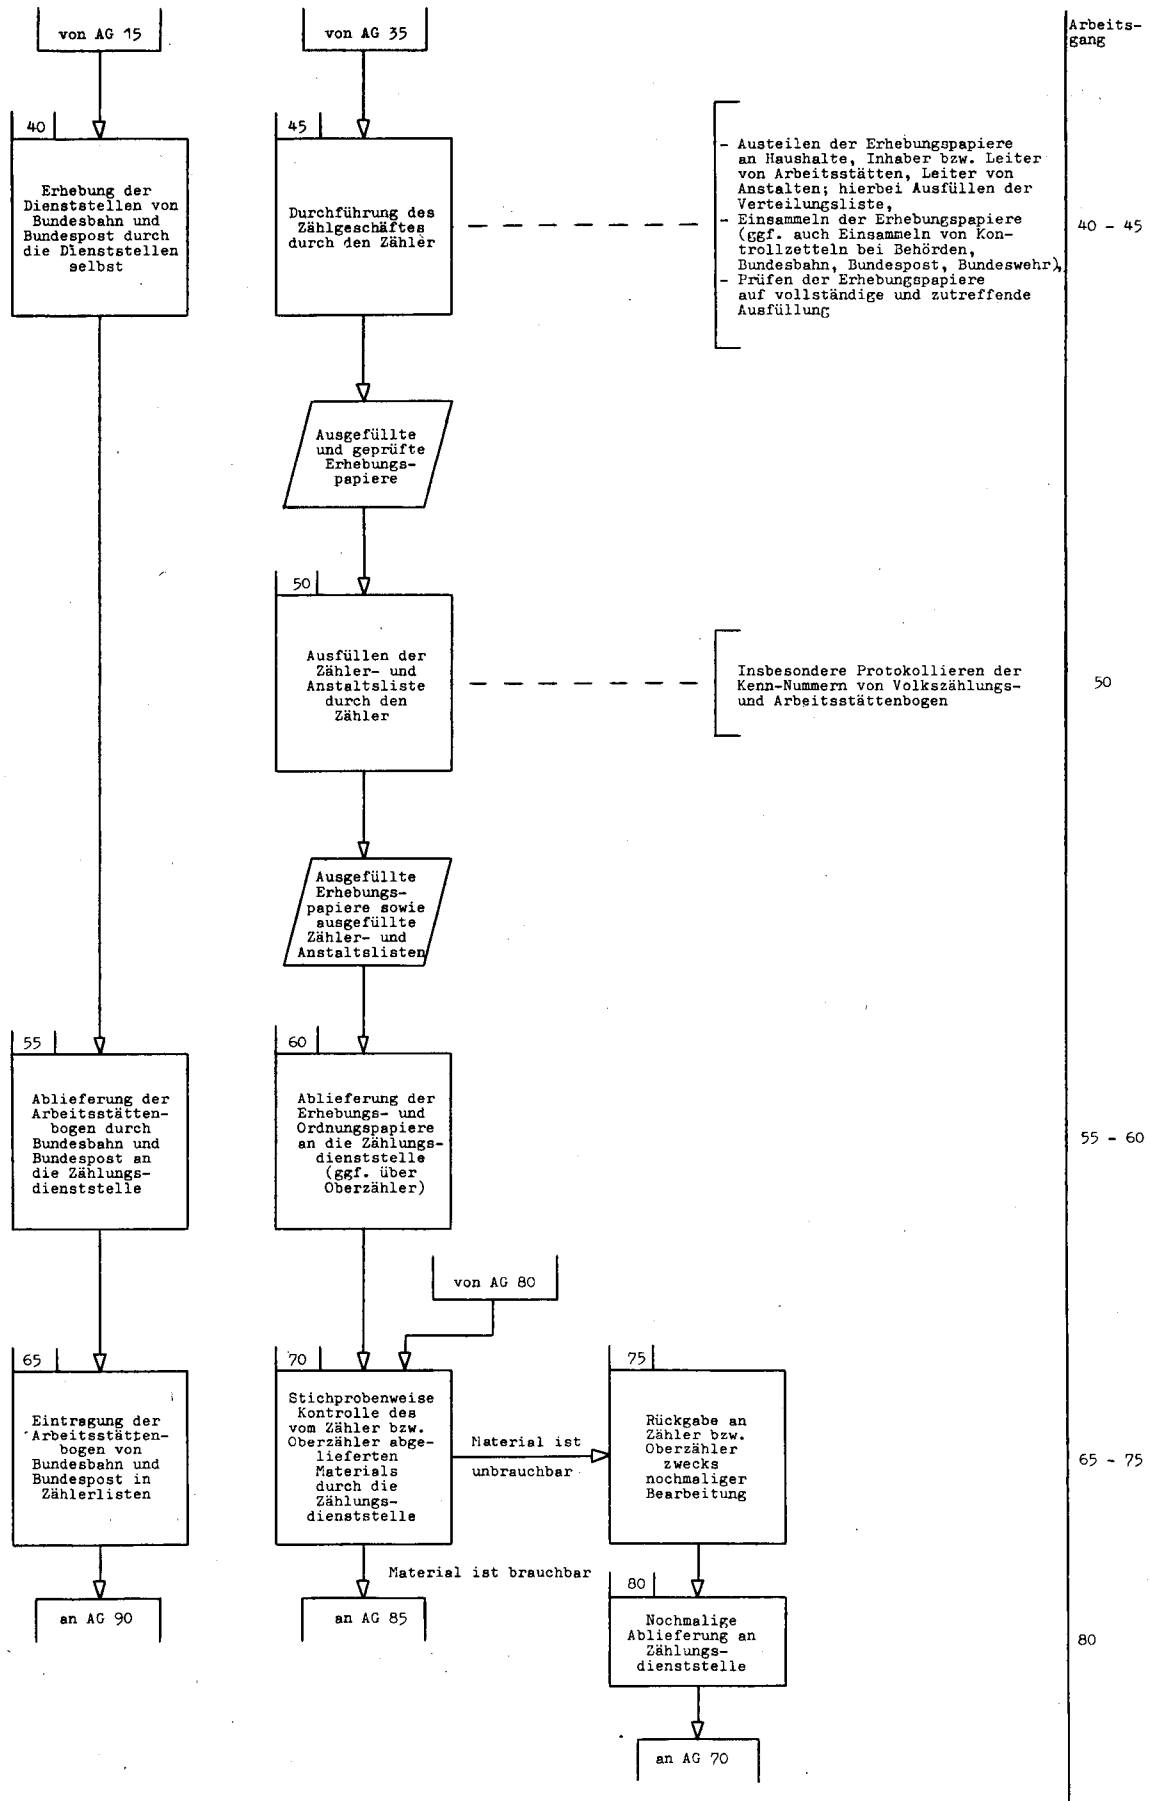 von AG 15
von AG 35
Arbeits-
gang
40
Erhebung der
Dienststellen von
Bundesbahn und
Bundespost durch
die Dienststellen
selbst
45
Durchführung des
Zählgeschäftes
durch den Zähler
- Austeilen der Erhebungspapiere
an Haushalte, Inhaber bzw. Leiter
von Arbeitsstätten, Leiter von
Anstalten; hierbei Ausfüllen der
Verteilungsliste,
- Einsammeln der Erhebungspapiere
(ggf. auch Einsammeln von Kon-
trollzetteln bei Behörden,
Bundesbahn, Bundespost, Bundeswehr),
- Prüfen der Erhebungspapiere
auf vollständige und zutreffende
Ausfüllung
40 - 45
Ausgefüllte
und geprüfte
Erhebungs-
papiere
50
Ausfüllen der
Zähler- und
Anstaltsliste
durch den
Zähler
Insbesondere Protokollieren der
Kenn-Nummern von Volkszählungs-
und Arbeitsstättenbogen
50
Ausgefüllte
Erhebungs-
papiere sowie
ausgefüllte
Zähler- und
Anstaltslisten
55
Ablieferung der
Arbeitsstätten-
bogen durch
Bundesbahn und
Bundespost an
die Zählungs-
dienststelle
60
Ablieferung der
Erhebungs- und
Ordnungspapiere
an die Zählungs-
dienststelle
(ggf. über
Oberzähler)
55 - 60
von AG 80
65
Eintragung der
Arbeitsstätten-
bogen von
Bundesbahn und
Bundespost in
Zählerlisten
70
Stichprobenweise
Kontrolle des
vom Zähler bzw.
Oberzähler abge-
lieferten
Materials
durch die
Zählungs-
dienststelle
Material ist
unbrauchbar
75
Rückgabe an
Zähler bzw.
Oberzähler
zwecks
nochmaliger
Bearbeitung
65 - 75
Material ist brauchbar
an AG 90
an AG 85
80
Nochmalige
Ablieferung an
Zählungs-
dienststelle
80
an AG 70